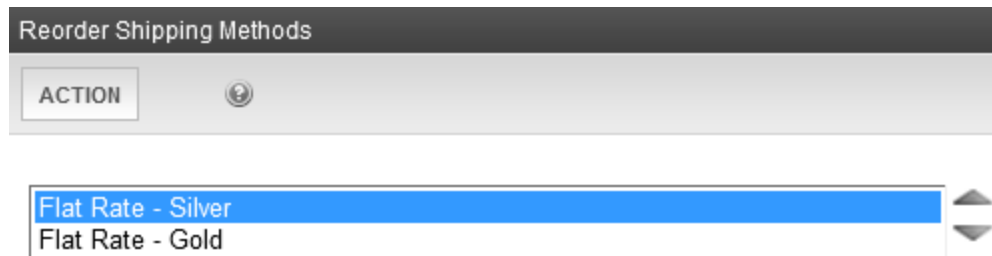 Reorder Shipping Methods
ACTION
Flat Rate - Silver
Flat Rate - Gold